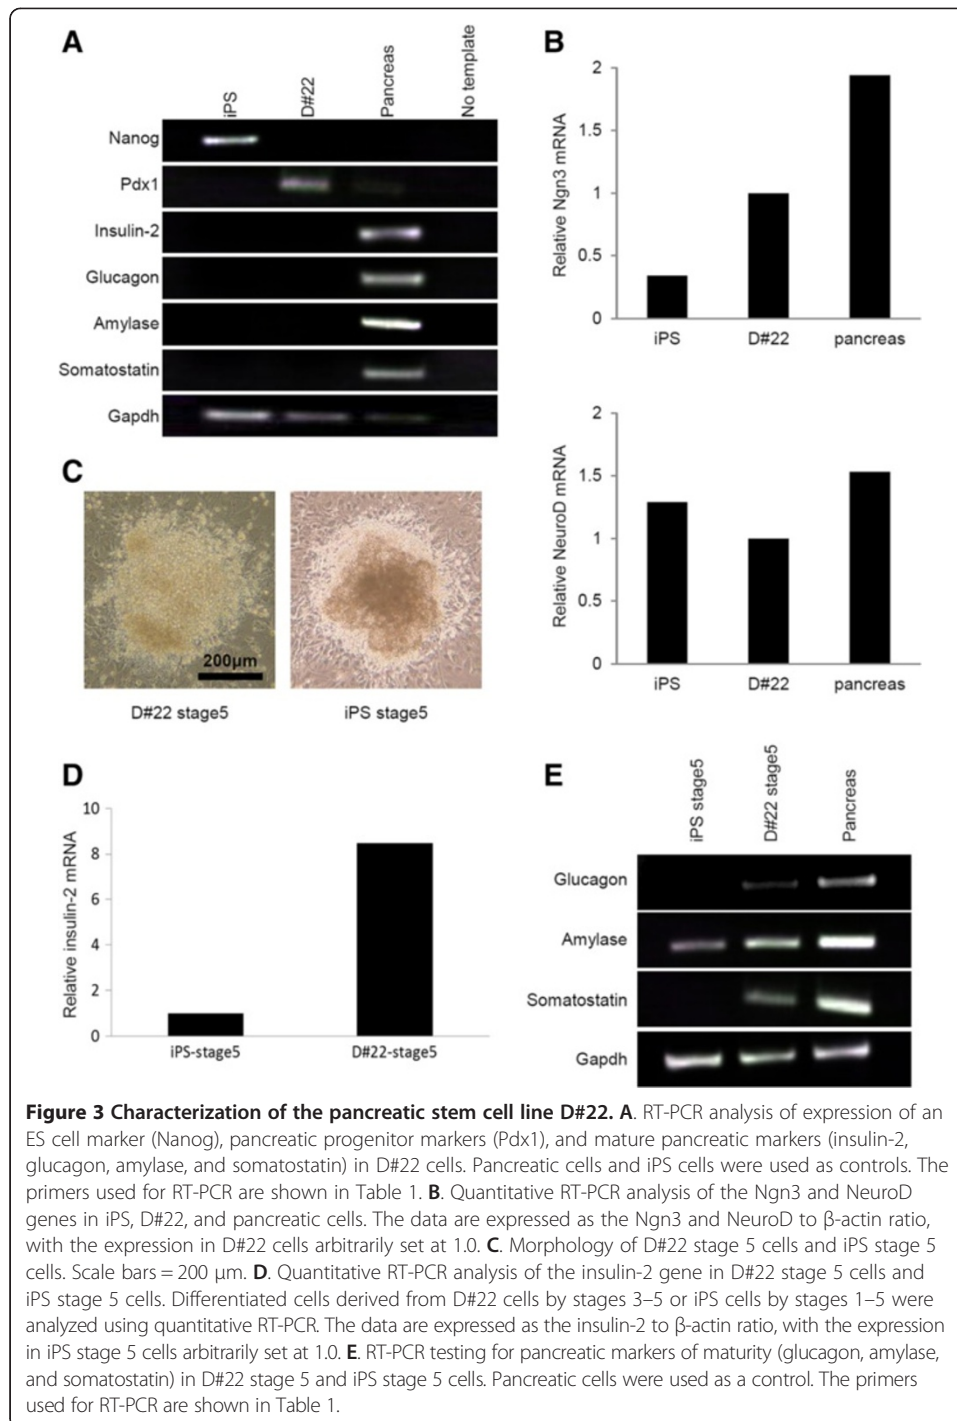 A
iPS
D#22
Pancreas
No template
Nanog
Pdx1
Insulin-2
Glucagon
Amylase
Somatostatin
Gapdh
B
Relative Ngn3 mRNA
2
1.5
1
0.5
0
iPS
D#22
pancreas
Relative NeuroD mRNA
2
1.5
1
0.5
0
iPS
D#22
pancreas
C
200µm
D#22 stage5
iPS stage5
D
Relative insulin-2 mRNA
10
8
6
4
2
0
iPS-stage5
D#22-stage5
E
iPS stage5
D#22 stage5
Pancreas
Glucagon
Amylase
Somatostatin
Gapdh
Figure 3 Characterization of the pancreatic stem cell line D#22. A. RT-PCR analysis of expression of an
ES cell marker (Nanog), pancreatic progenitor markers (Pdx1), and mature pancreatic markers (insulin-2,
glucagon, amylase, and somatostatin) in D#22 cells. Pancreatic cells and iPS cells were used as controls. The
primers used for RT-PCR are shown in Table 1. B. Quantitative RT-PCR analysis of the Ngn3 and NeuroD
genes in iPS, D#22, and pancreatic cells. The data are expressed as the Ngn3 and NeuroD to β-actin ratio,
with the expression in D#22 cells arbitrarily set at 1.0. C. Morphology of D#22 stage 5 cells and iPS stage 5
cells. Scale bars = 200 µm. D. Quantitative RT-PCR analysis of the insulin-2 gene in D#22 stage 5 cells and
iPS stage 5 cells. Differentiated cells derived from D#22 cells by stages 3–5 or iPS cells by stages 1–5 were
analyzed using quantitative RT-PCR. The data are expressed as the insulin-2 to β-actin ratio, with the expression
in iPS stage 5 cells arbitrarily set at 1.0. E. RT-PCR testing for pancreatic markers of maturity (glucagon, amylase,
and somatostatin) in D#22 stage 5 and iPS stage 5 cells. Pancreatic cells were used as a control. The primers
used for RT-PCR are shown in Table 1.